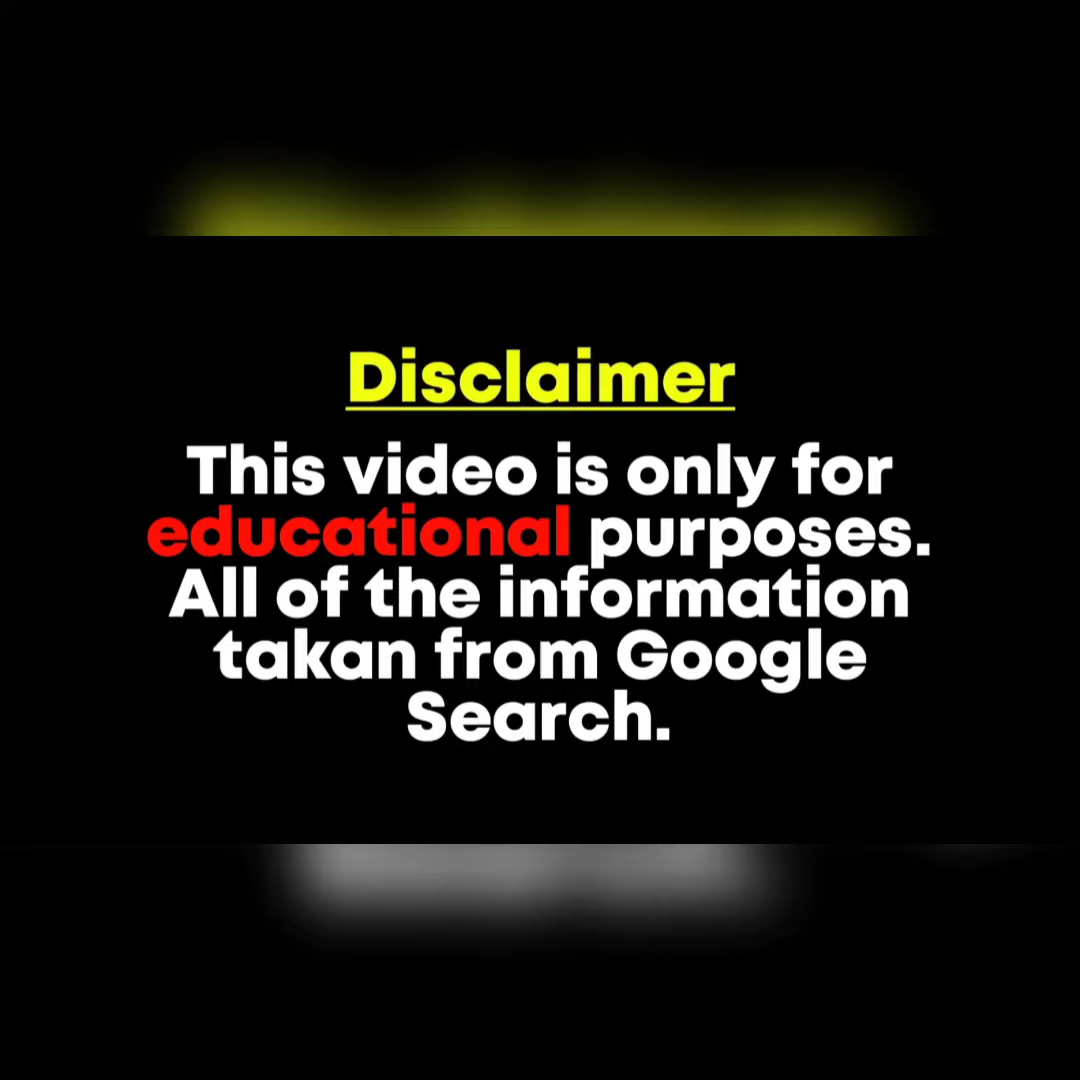 Disclaimer
This video is only for
educational purposes.
All of the information
takan from Google
Search.